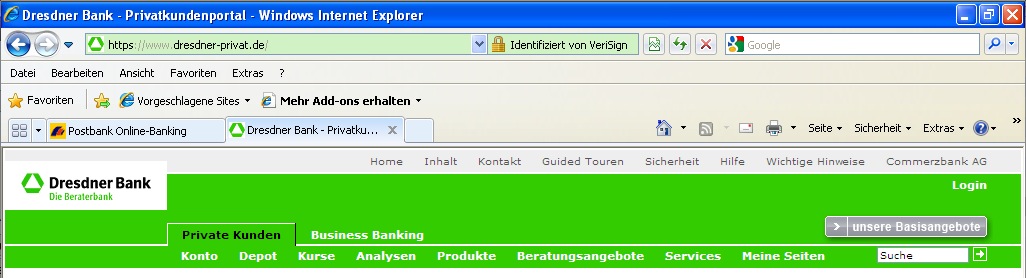 Dresdner Bank - Privatkundenportal - Windows Internet Explorer
https://www.dresdner-privat.de/ Identifiziert von VeriSign Google
Datei Bearbeiten Ansicht Favoriten Extras ?
Favoriten Vorgeschlagene Sites Mehr Add-ons erhalten
Postbank Online-Banking Dresdner Bank - Privatku... Seite Sicherheit Extras ? »
Home Inhalt Kontakt Guided Touren Sicherheit Hilfe Wichtige Hinweise Commerzbank AG
Dresdner Bank
Die Beraterbank
Login
unsere Basisangebote
Private Kunden Business Banking
Konto Depot Kurse Analysen Produkte Beratungsangebote Services Meine Seiten Suche